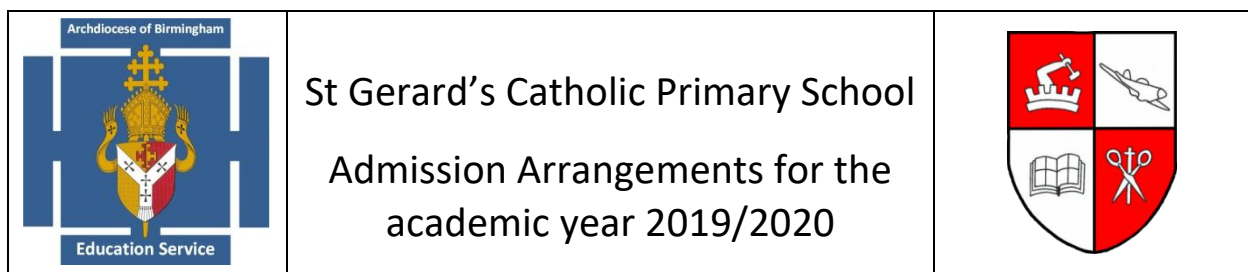 Archdiocese of Birmingham
Education Service
St Gerard’s Catholic Primary School
Admission Arrangements for the
academic year 2019/2020